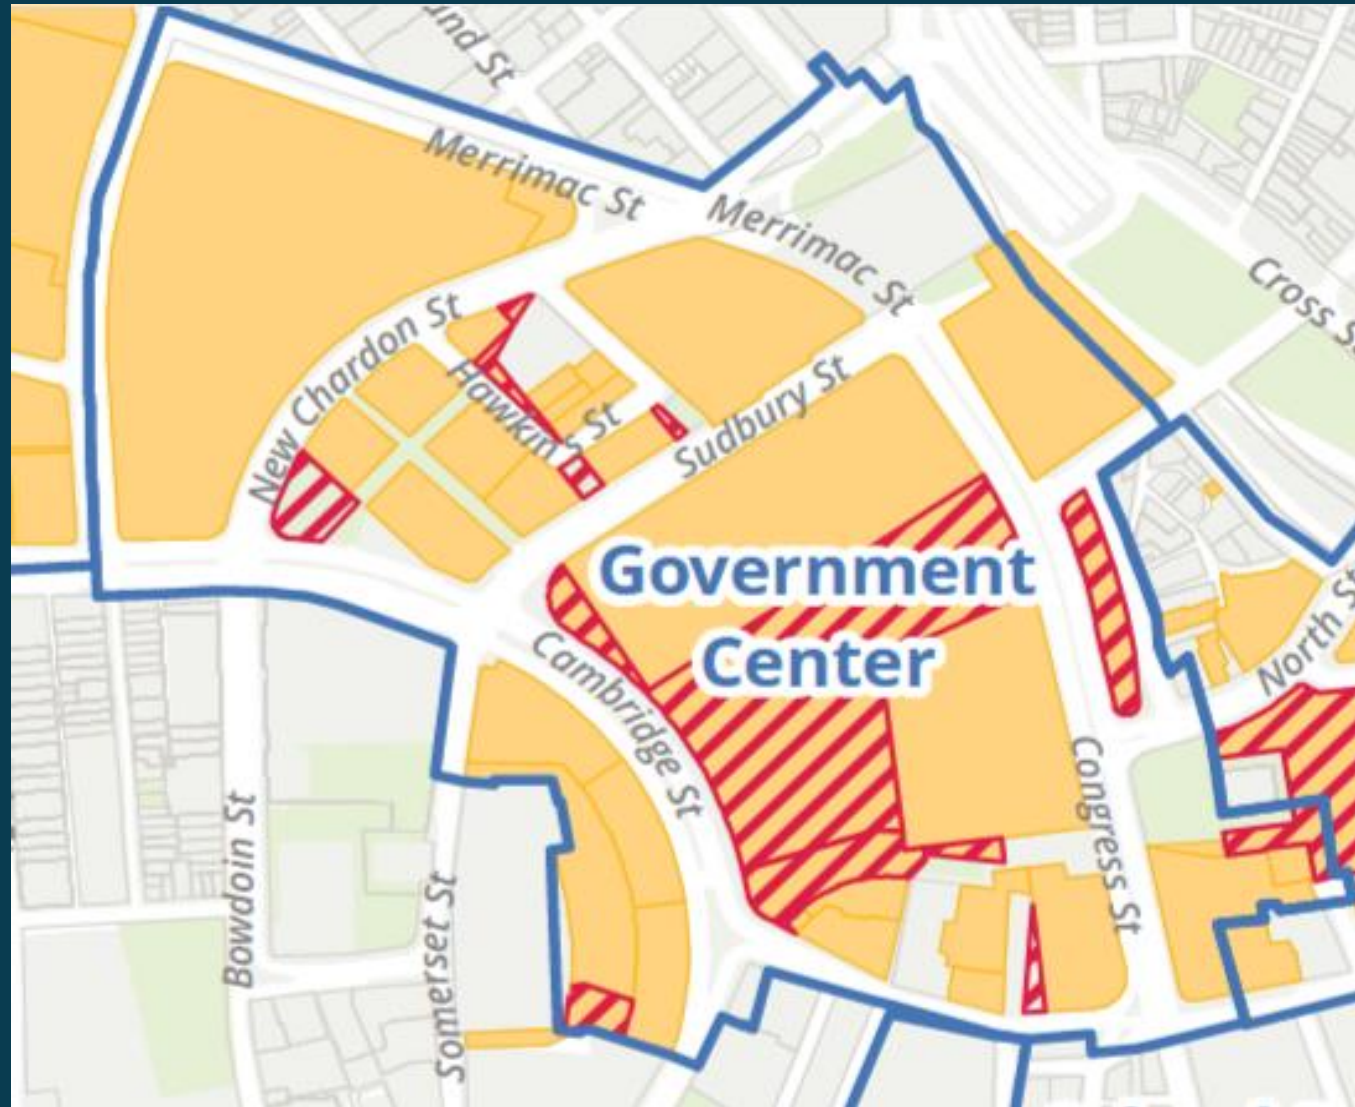 Merrimac St
Merrimac St
Cross S
New Chardon St
Hawkins St
Sudbury St
Government
Center
North St
Cambridge St
Congress St
Bowdoin St
Somerset St